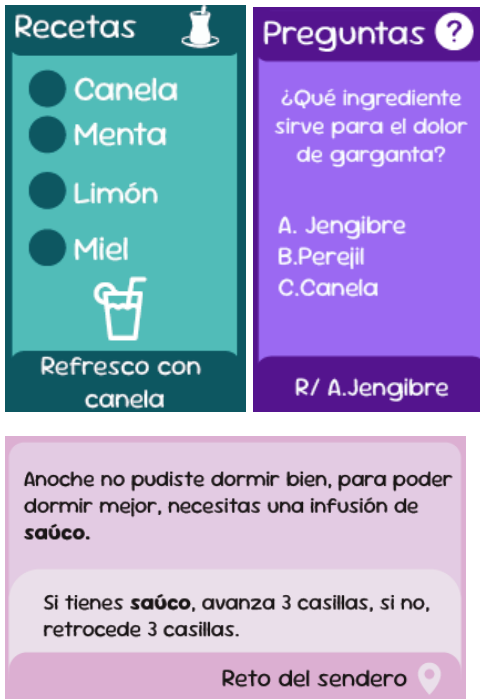 Recetas
Canela
Menta
Limón
Miel
Refresco con
canela
Preguntas ?
¿Qué ingrediente
sirve para el dolor
de garganta?
A. Jengibre
B.Perejil
C.Canela
R/ A.Jengibre
Anoche no pudiste dormir bien, para poder
dormir mejor, necesitas una infusión de
saúco.
Si tienes saúco, avanza 3 casillas, si no,
retrocede 3 casillas.
Reto del sendero